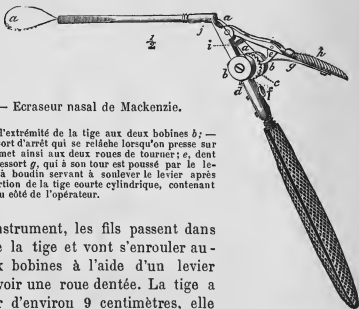 a
½
a
j
i
a
h
b
e
b
g
c
d
f
— Ecraseur nasal de Mackenzie.
l'extrémité de la tige aux deux bobines b; —
ort d'arrêt qui se relâche lorsqu'on presse sur
met ainsi aux deux roues de tourner; e, dent
essort g, qui à son tour est poussé par le le-
à boudin servant à soulever le levier après
rtion de la tige courte cylindrique, contenant
u côté de l'opérateur.
nstrument, les fils passent dans
e la tige et vont s'enrouler au-
x bobines à l'aide d'un levier
voir une roue dentée. La tige a
r d'environ 9 centimètres, elle